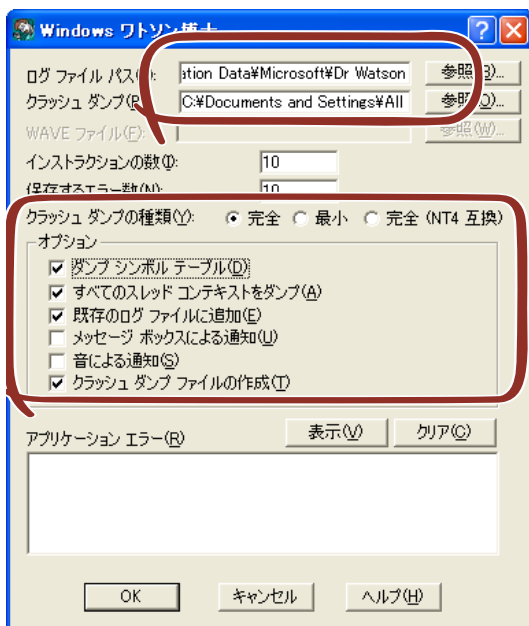 Windows ワトソン博士
ログ ファイル パス ation Data¥Microsoft¥Dr Watson 参照(B)...
クラッシュ ダンプ(P) C:¥Documents and Settings¥All 参照(O)...
WAVE ファイル(F): 参照(W)...
インストラクションの数(I): 10
保存するエラー数(N): 10
クラッシュ ダンプの種類(Y): 完全 最小 完全 (NT4 互換)
オプション
ダンプ シンボル テーブル(D)
すべてのスレッド コンテキストをダンプ(A)
既存のログ ファイルに追加(E)
メッセージ ボックスによる通知(U)
音による通知(S)
クラッシュ ダンプ ファイルの作成(T)
アプリケーション エラー(R) 表示(V) クリア(C)
OK キャンセル ヘルプ(H)